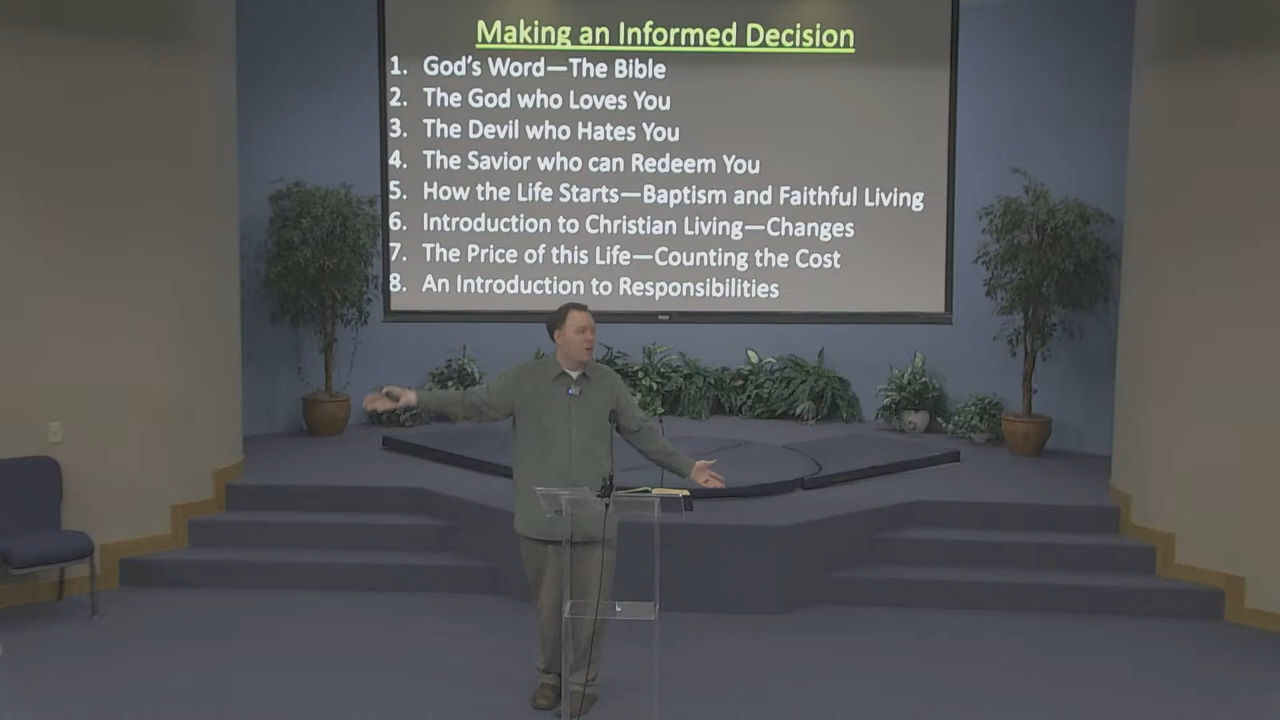 Making an Informed Decision
1. God's Word—The Bible
2. The God who Loves You
3. The Devil who Hates You
4. The Savior who can Redeem You
5. How the Life Starts—Baptism and Faithful Living
6. Introduction to Christian Living—Changes
7. The Price of this Life—Counting the Cost
8. An Introduction to Responsibilities